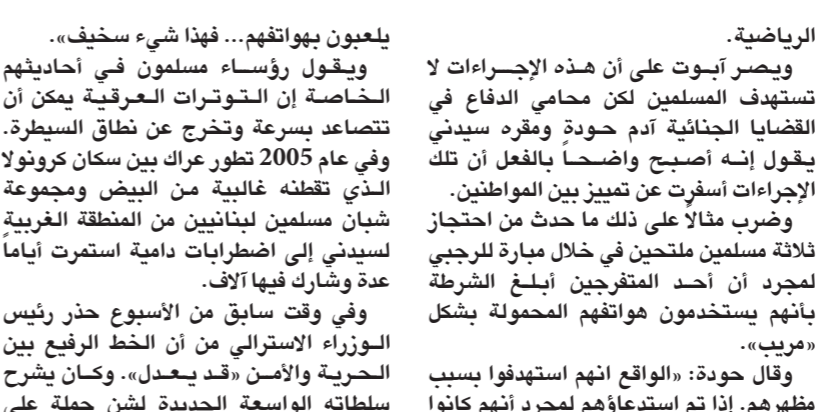 الرياضية.
ويصر آبوت على أن هذه الإجراءات لا
تستهدف المسلمين لكن محامي الدفاع في
القضايا الجنائية آدم حودة ومقره سيدني
يقول إنه أصبح واضحاً بالفعل أن تلك
الإجراءات أسفرت عن تمييز بين المواطنين.
وضرب مثالاً على ذلك ما حدث من احتجاز
ثلاثة مسلمين ملتحين في خلال مبارة للرجبي
لمجرد أن أحد المتفرجين أبلغ الشرطة
بأنهم يستخدمون هواتفهم المحمولة بشكل
«مريب».
وقال حودة: «الواقع انهم استهدفوا بسبب
مظهرهم. إذا تم استدعاؤهم لمجرد أنهم كانوا
يلعبون بهواتفهم... فهذا شيء سخيف».
ويقول رؤساء مسلمون في أحاديثهم
الخاصة إن التوترات العرقية يمكن أن
تتصاعد بسرعة وتخرج عن نطاق السيطرة.
وفي عام 2005 تطور عراك بين سكان كرونولا
الذي تقطنه غالبية من البيض ومجموعة
شبان مسلمين لبنانيين من المنطقة الغربية
لسيدني إلى اضطرابات دامية استمرت أياماً
عدة وشارك فيها آلاف.
وفي وقت سابق من الأسبوع حذر رئيس
الوزراء الاسترالي من أن الخط الرفيع بين
الحرية والأمن «قد يعدل». وكان يشرح
سلطاته الواسعة الجديدة لشن حملة على